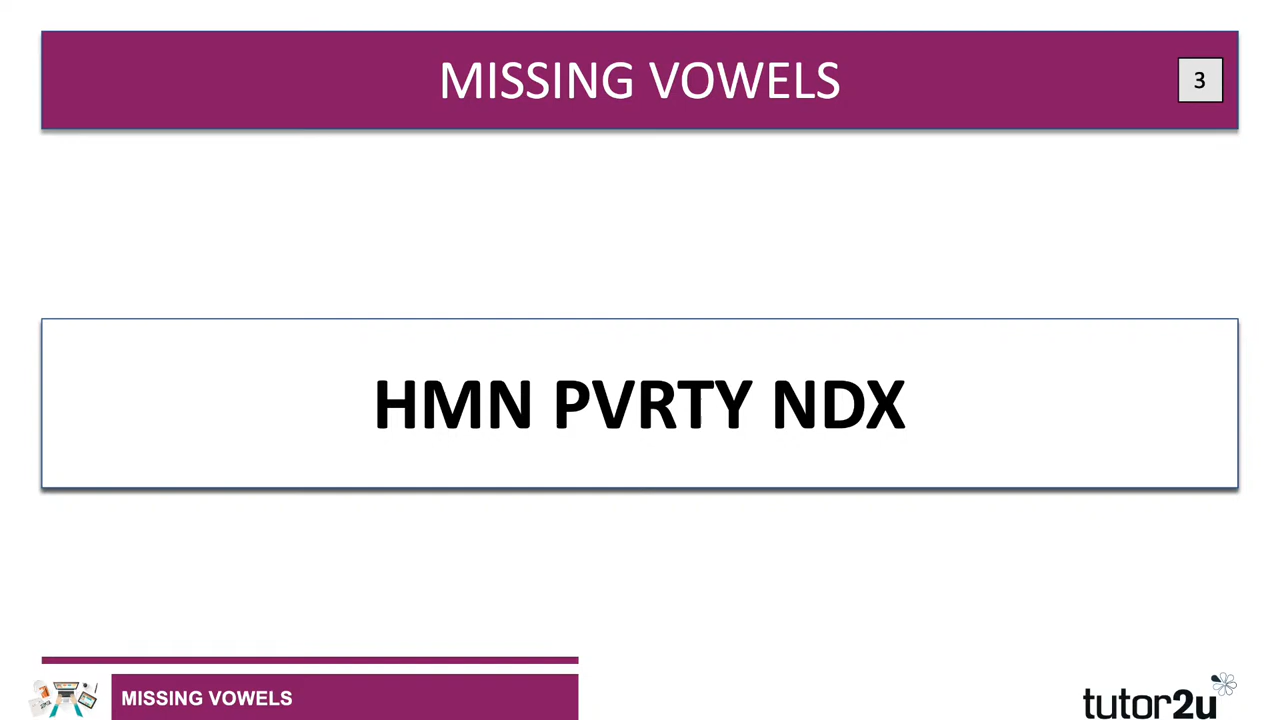 MISSING VOWELS
3
HMN PVRTY NDX
MISSING VOWELS
tutor2u